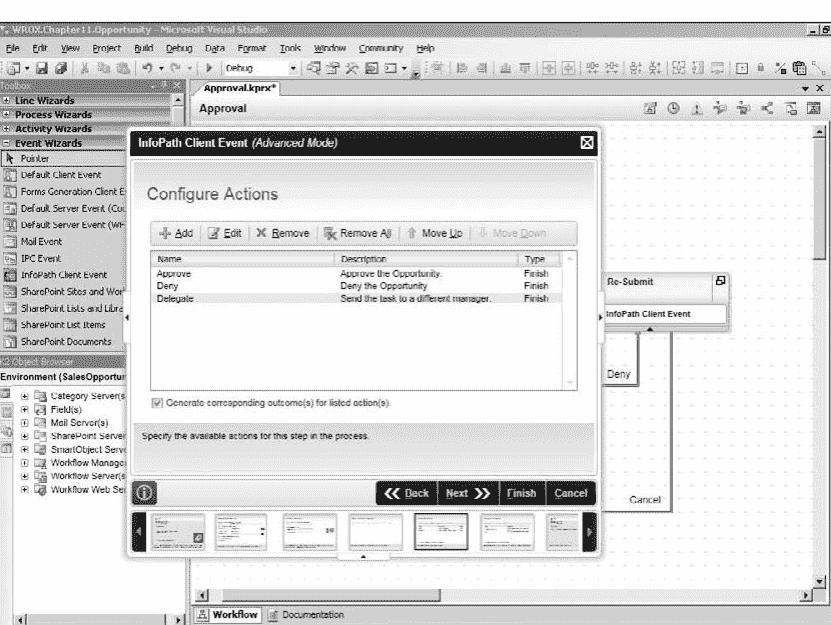 WROX.Chapter11.Opportunity - Microsoft Visual Studio
File Edit View Project Build Debug Data Format Tools Window Community Help
Debug
Toolbox
Approval.kprx*
Line Wizards
Process Wizards
Activity Wizards
Event Wizards
Pointer
Default Client Event
Forms Generation Client E
Default Server Event (Co
Default Server Event (WF
Mail Event
IPC Event
InfoPath Client Event
SharePoint Sites and Wor
SharePoint Lists and Libra
SharePoint List Items
SharePoint Documents
K2 Object Browser
Environment (SalesOpportun
Category Server(s
Field(s)
Mail Server(s)
SharePoint Server
SmartObject Serv
Workflow Manage
Workflow Server(s
Workflow Web Se
Approval
InfoPath Client Event (Advanced Mode)
Configure Actions
Add Edit Remove Remove All Move Up Move Down
Name Description Type
Approve Approve the Opportunity. Finish
Deny Deny the Opportunity Finish
Delegate Send the task to a different manager. Finish
Generate corresponding outcome(s) for listed action(s).
Specify the available actions for this step in the process.
Back Next Finish Cancel
Re-Submit
InfoPath Client Event
Deny
Cancel
Workflow Documentation